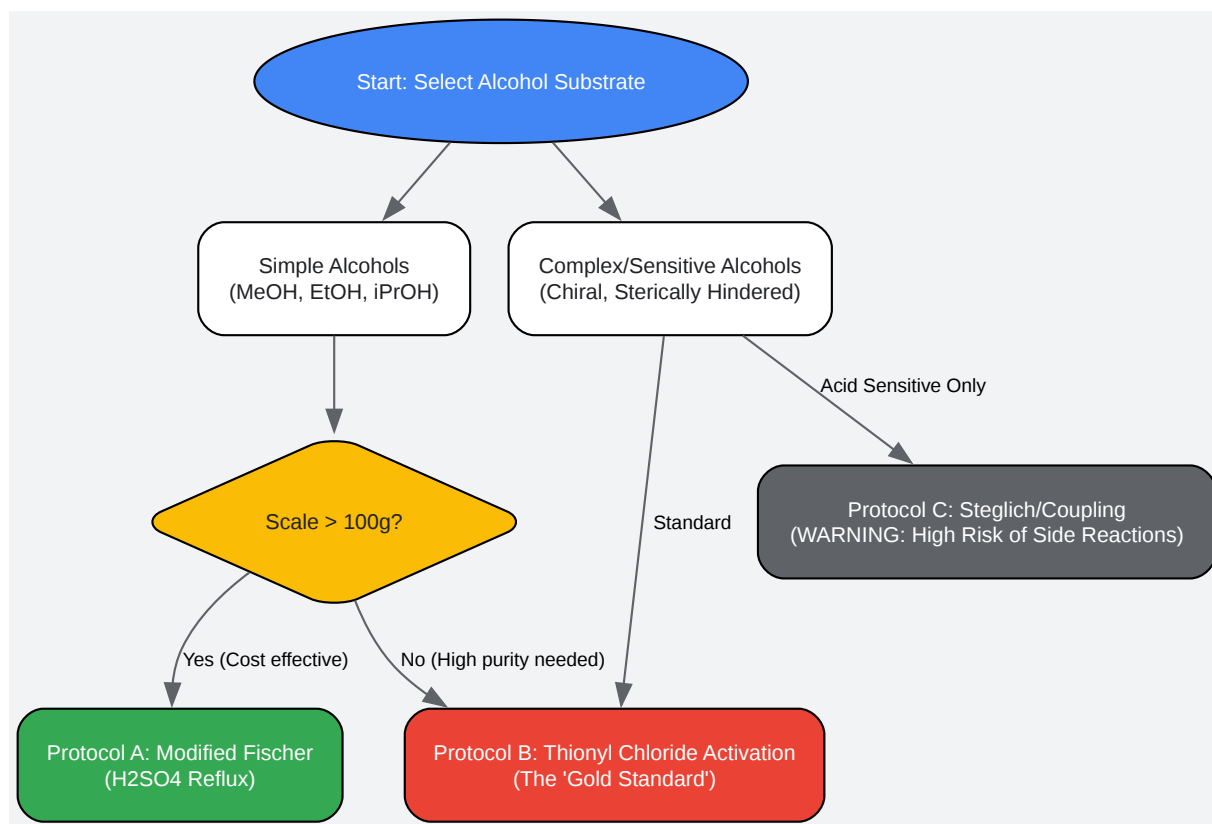 Start: Select Alcohol Substrate
Simple Alcohols
(MeOH, EtOH, iPrOH)
Complex/Sensitive Alcohols
(Chiral, Sterically Hindered)
Acid Sensitive Only
Scale > 100g?
Standard
Protocol C: Steglich/Coupling
(WARNING: High Risk of Side Reactions)
Yes (Cost effective)
No (High purity needed)
Protocol A: Modified Fischer
(H2SO4 Reflux)
Protocol B: Thionyl Chloride Activation
(The 'Gold Standard')